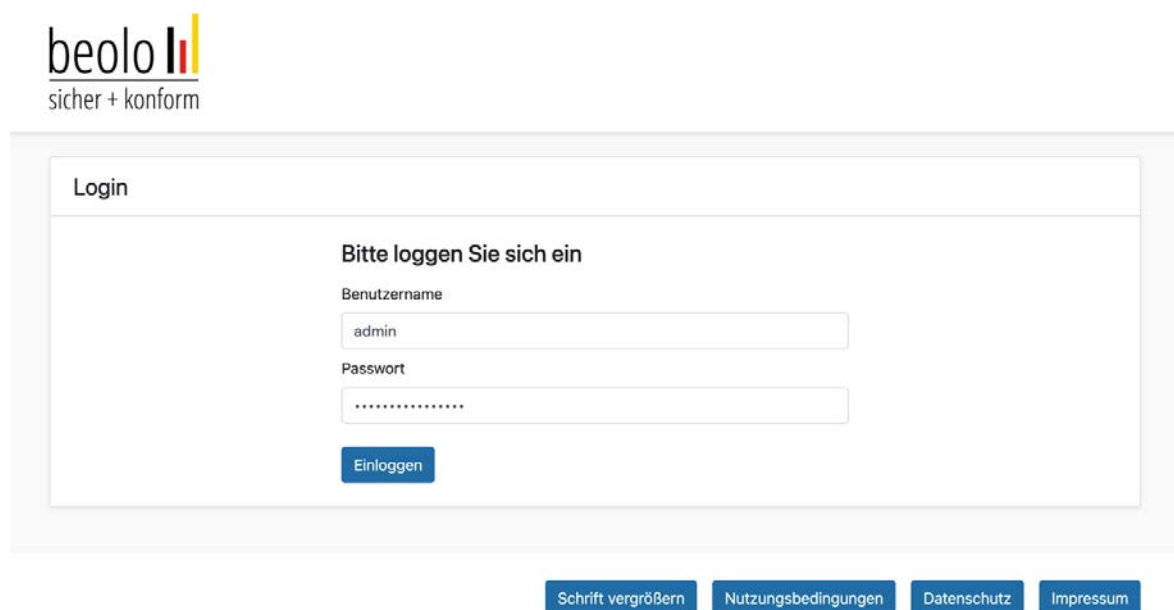 beolo
sicher + konform
Login
Bitte loggen Sie sich ein
Benutzername
admin
Passwort
••••••••••••••••
Einloggen
Schrift vergrößern Nutzungsbedingungen Datenschutz Impressum